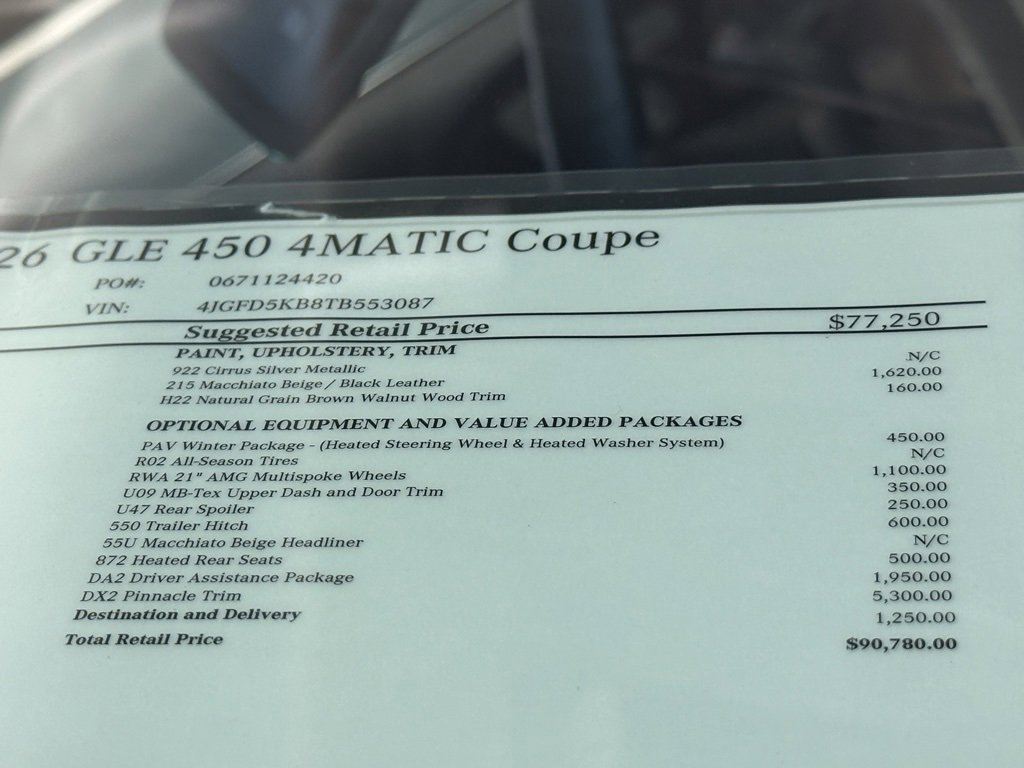 26 GLE 450 4MATIC Coupe
PO#: 0671124420
VIN: 4JGFD5KB8TB553087
Suggested Retail Price $77,250
PAINT, UPHOLSTERY, TRIM
922 Cirrus Silver Metallic N/C
215 Macchiato Beige / Black Leather 1,620.00
H22 Natural Grain Brown Walnut Wood Trim 160.00
OPTIONAL EQUIPMENT AND VALUE ADDED PACKAGES
PAV Winter Package - (Heated Steering Wheel & Heated Washer System) 450.00
R02 All-Season Tires N/C
RWA 21" AMG Multispoke Wheels 1,100.00
U09 MB-Tex Upper Dash and Door Trim 350.00
U47 Rear Spoiler 250.00
550 Trailer Hitch 600.00
55U Macchiato Beige Headliner N/C
872 Heated Rear Seats 500.00
DA2 Driver Assistance Package 1,950.00
DX2 Pinnacle Trim 5,300.00
Destination and Delivery 1,250.00
Total Retail Price $90,780.00